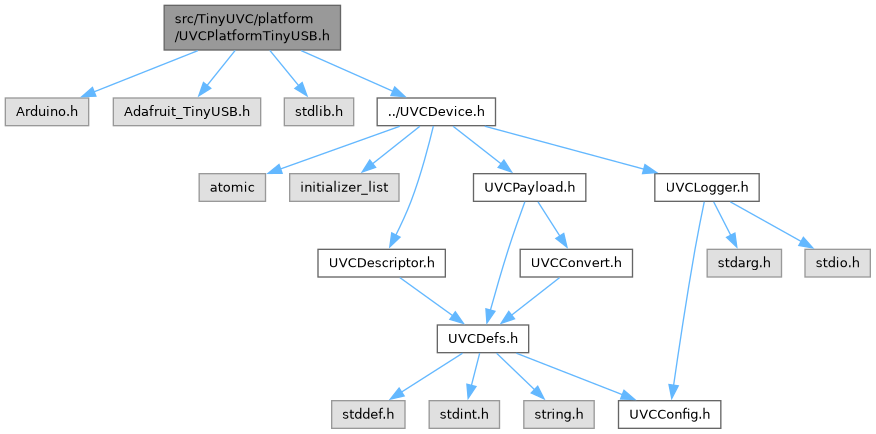 src/TinyUVC/platform
/UVCPlatformTinyUSB.h
Arduino.h
Adafruit_TinyUSB.h
stdlib.h
../UVCDevice.h
atomic
initializer_list
UVCPayload.h
UVCLogger.h
UVCDescriptor.h
UVCConvert.h
stdarg.h
stdio.h
UVCDefs.h
stddef.h
stdint.h
string.h
UVCConfig.h